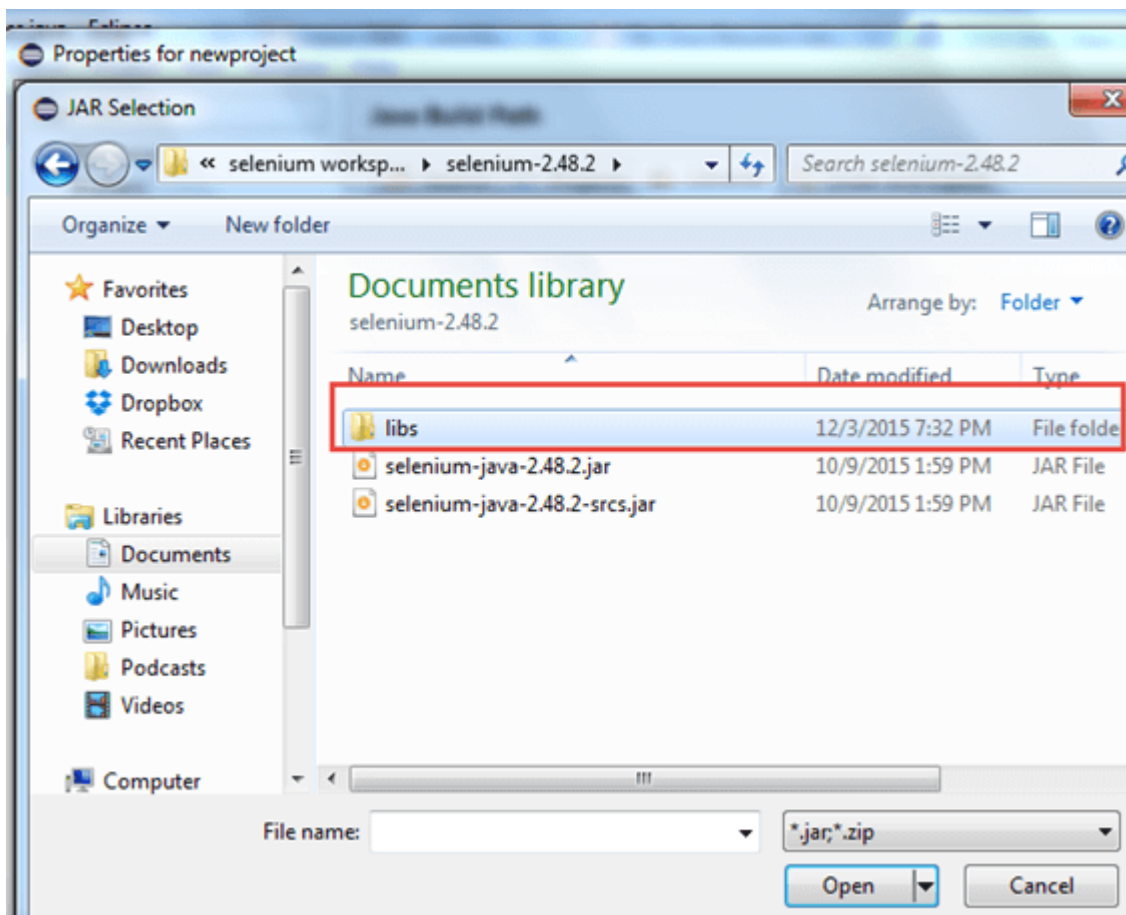 Properties for newproject
JAR Selection
Java Build Path
« selenium worksp... selenium-2.48.2 Search selenium-2.48.2
Organize New folder
Favorites
Desktop
Downloads
Dropbox
Recent Places
Libraries
Documents
Music
Pictures
Podcasts
Videos
Computer
Documents library
selenium-2.48.2
Arrange by: Folder
Name Date modified Type
libs 12/3/2015 7:32 PM File folde
selenium-java-2.48.2.jar 10/9/2015 1:59 PM JAR File
selenium-java-2.48.2-srcs.jar 10/9/2015 1:59 PM JAR File
File name: *.jar;*.zip
Open Cancel